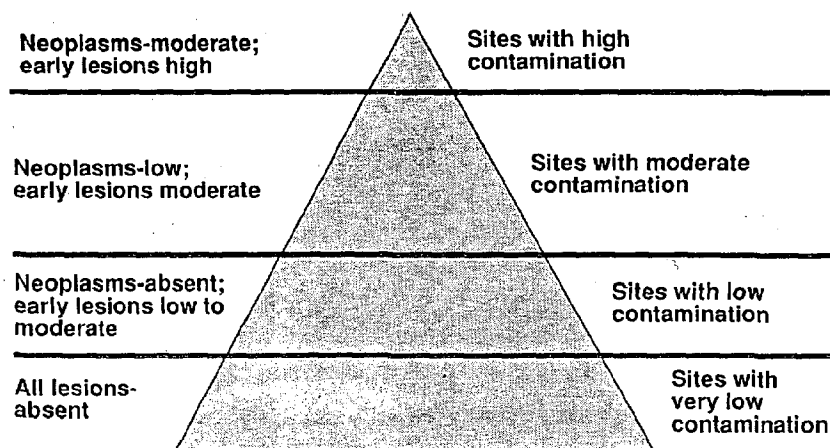 Neoplasms-moderate;
early lesions high
Sites with high
contamination
Neoplasms-low;
early lesions moderate
Sites with moderate
contamination
Neoplasms-absent;
early lesions low to
moderate
Sites with low
contamination
All lesions-
absent
Sites with
very low
contamination